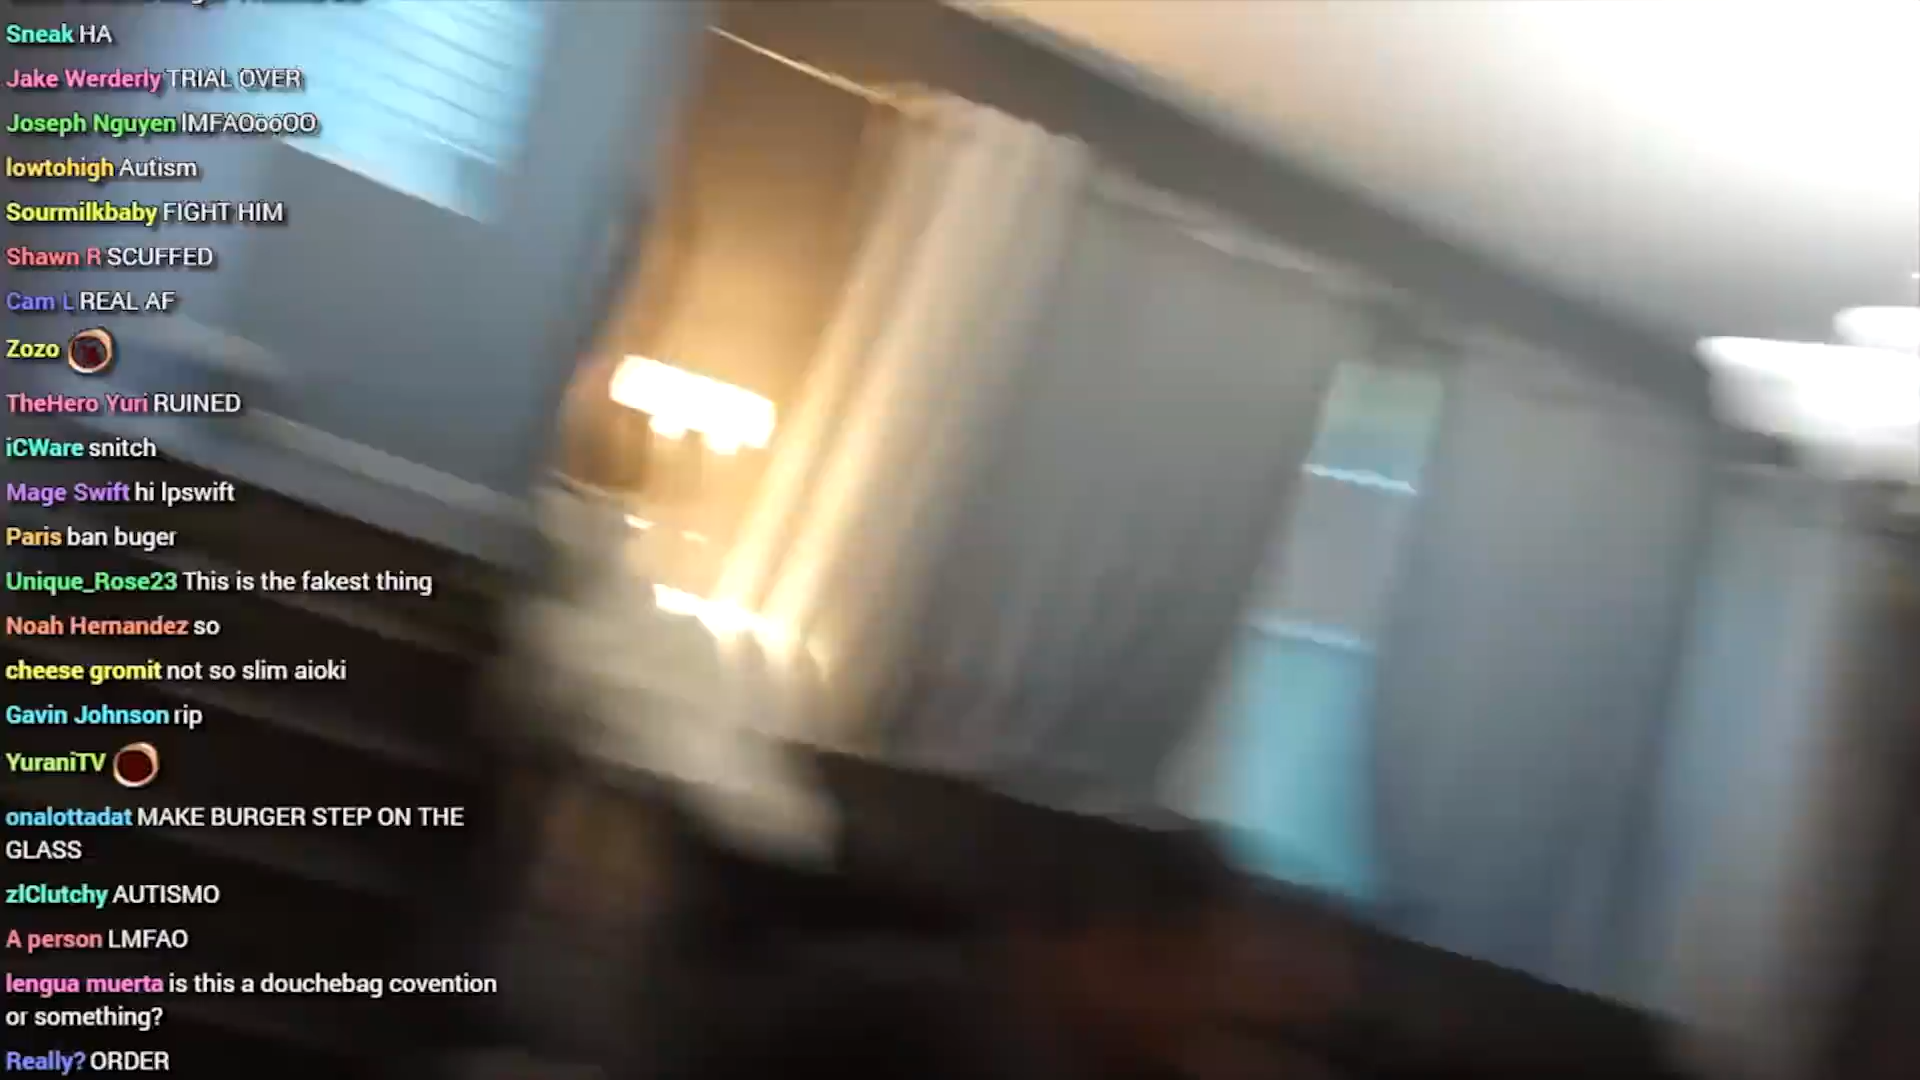 Sneak HA
Jake Werderly TRIAL OVER
Joseph Nguyen lMFAOooOO
lowtohigh Autism
Sourmilkbaby FIGHT HIM
Shawn R SCUFFED
Cam L REAL AF
Zozo
TheHero Yuri RUINED
iCWare snitch
Mage Swift hi lpswift
Paris ban buger
Unique_Rose23 This is the fakest thing
Noah Hernandez so
cheese gromit not so slim aioki
Gavin Johnson rip
YuraniTV
onalottadat MAKE BURGER STEP ON THE
GLASS
zlClutchy AUTISMO
A person LMFAO
lengua muerta is this a douchebag covention
or something?
Really? ORDER